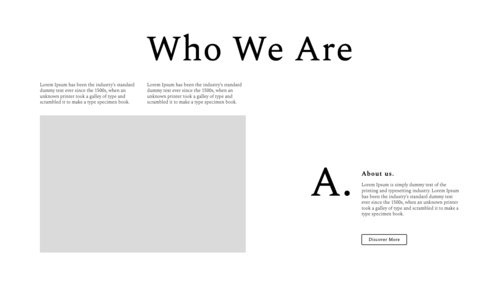 Who We Are
Lorem Ipsum has been the industry's standard
dummy text ever since the 1500s, when an
unknown printer took a galley of type and
scrambled it to make a type specimen book.
Lorem Ipsum has been the industry's standard
dummy text ever since the 1500s, when an
unknown printer took a galley of type and
scrambled it to make a type specimen book.
A.
About us.
Lorem Ipsum is simply dummy text of the
printing and typesetting industry. Lorem Ipsum
has been the industry's standard dummy text
ever since the 1500s, when an unknown printer
took a galley of type and scrambled it to make a
type specimen book.
Discover More